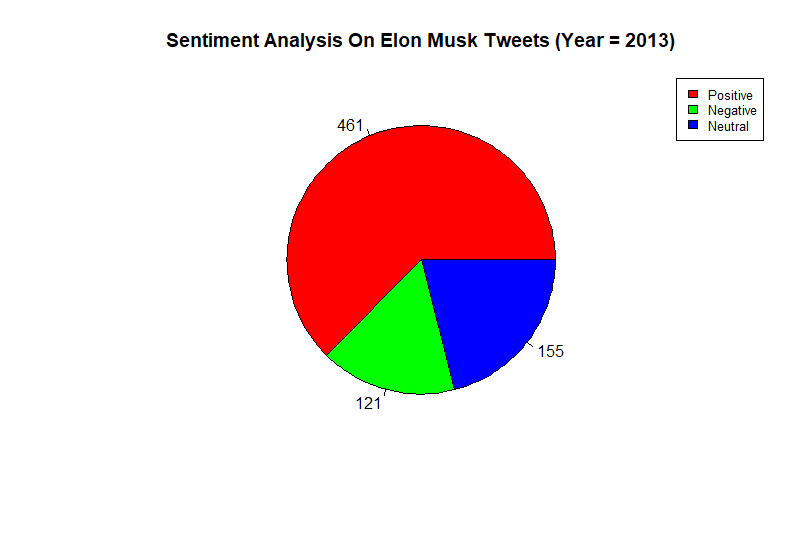 Sentiment Analysis On Elon Musk Tweets (Year = 2013)
Positive
Negative
Neutral
461
155
121